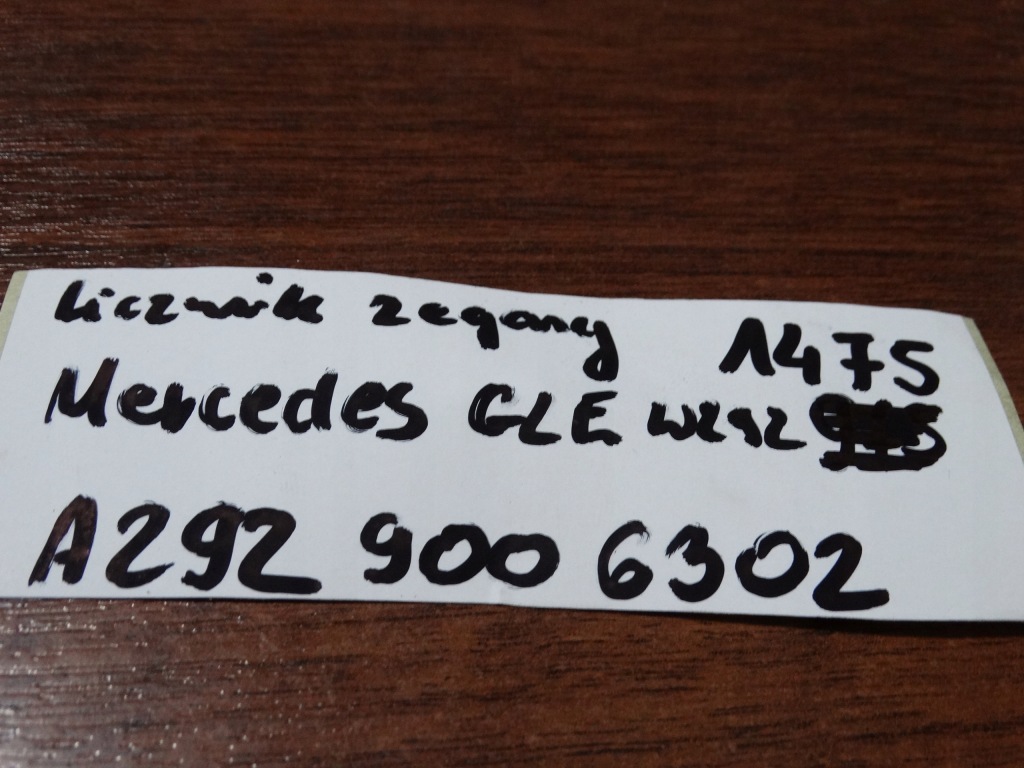 Licznik zegary 1475
Mercedes GLE W292
A292 900 6302